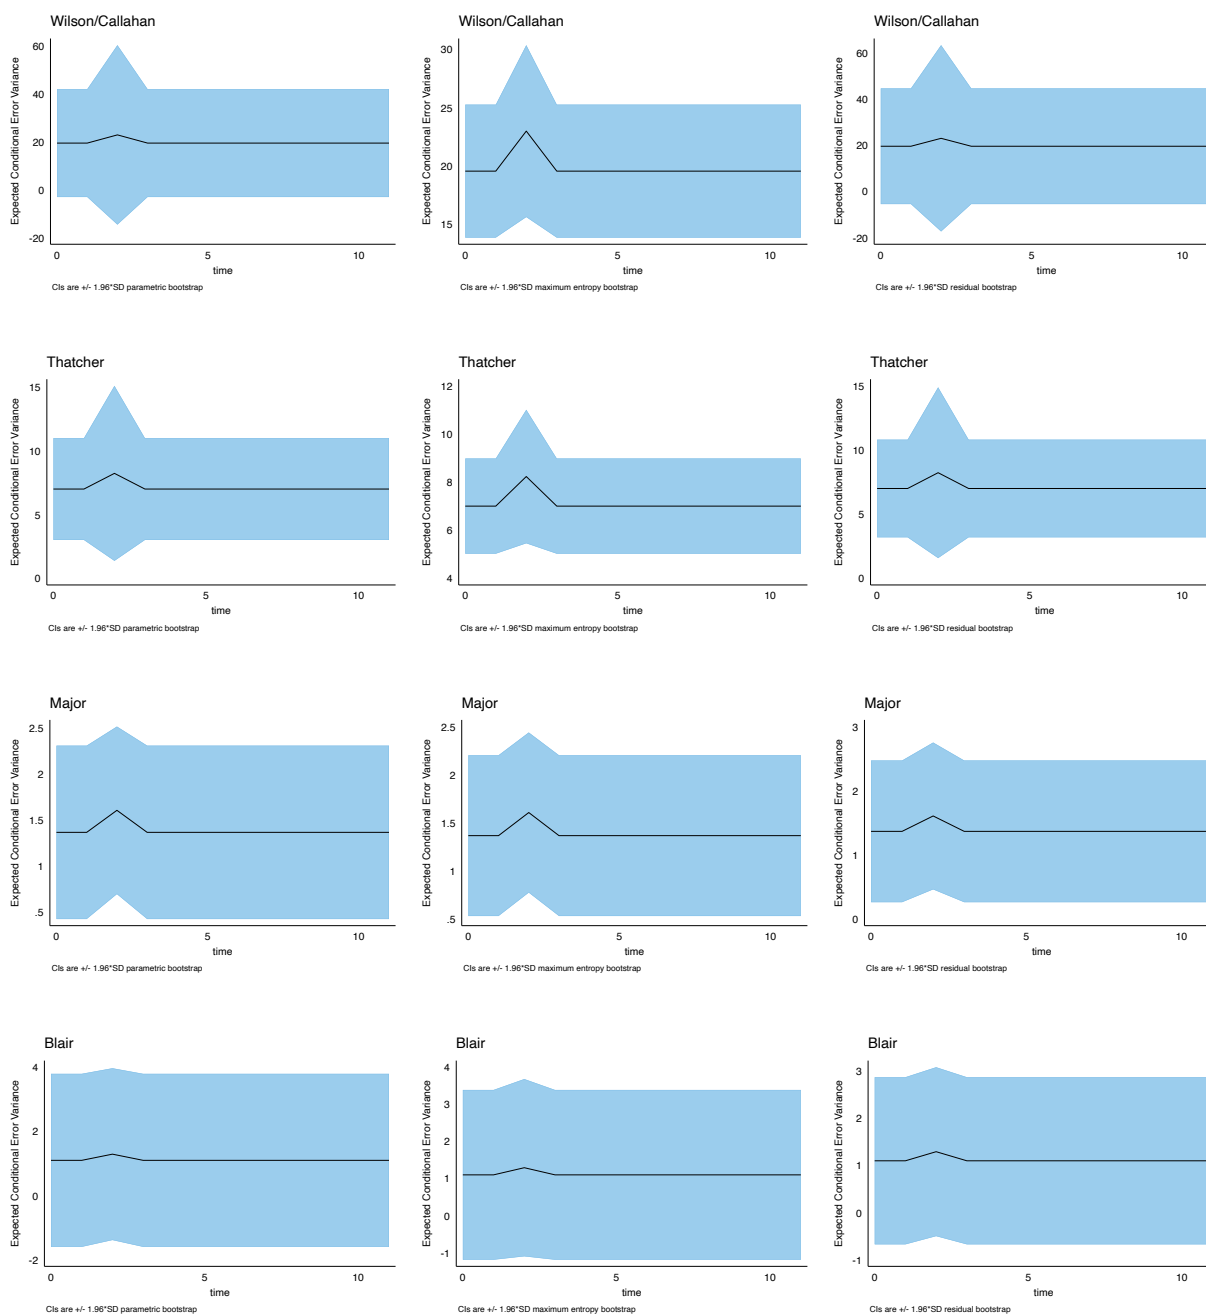 Wilson/Callahan
Expected Conditional Error Variance
60
40
20
0
-20
0 5 10
time
CIs are +/- 1.96*SD parametric bootstrap
Wilson/Callahan
Expected Conditional Error Variance
30
25
20
15
0 5 10
time
CIs are +/- 1.96*SD maximum entropy bootstrap
Wilson/Callahan
Expected Conditional Error Variance
60
40
20
0
-20
0 5 10
time
CIs are +/- 1.96*SD residual bootstrap
Thatcher
Expected Conditional Error Variance
15
10
5
0
0 5 10
time
CIs are +/- 1.96*SD parametric bootstrap
Thatcher
Expected Conditional Error Variance
12
10
8
6
4
0 5 10
time
CIs are +/- 1.96*SD maximum entropy bootstrap
Thatcher
Expected Conditional Error Variance
15
10
5
0
0 5 10
time
CIs are +/- 1.96*SD residual bootstrap
Major
Expected Conditional Error Variance
2.5
2
1.5
1
.5
0 5 10
time
CIs are +/- 1.96*SD parametric bootstrap
Major
Expected Conditional Error Variance
2.5
2
1.5
1
.5
0 5 10
time
CIs are +/- 1.96*SD maximum entropy bootstrap
Major
Expected Conditional Error Variance
3
2
1
0
0 5 10
time
CIs are +/- 1.96*SD residual bootstrap
Blair
Expected Conditional Error Variance
4
2
0
-2
0 5 10
time
CIs are +/- 1.96*SD parametric bootstrap
Blair
Expected Conditional Error Variance
4
3
2
1
0
-1
0 5 10
time
CIs are +/- 1.96*SD maximum entropy bootstrap
Blair
Expected Conditional Error Variance
3
2
1
0
-1
0 5 10
time
CIs are +/- 1.96*SD residual bootstrap